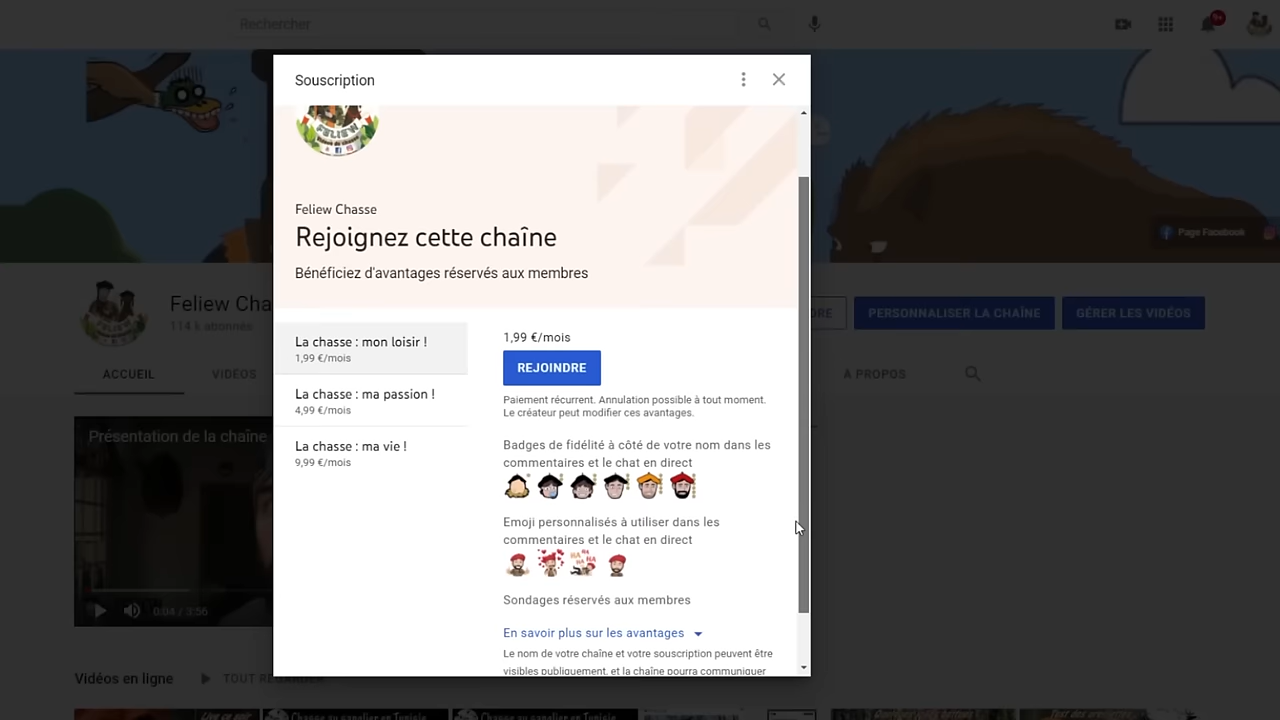 Rechercher
9+
Souscription
FELIEW
Feliew Chasse
Rejoignez cette chaîne
Bénéficiez d'avantages réservés aux membres
Page Facebook
Feliew Cha
114 k abonnés
DRE
PERSONNALISER LA CHAÎNE
GÉRER LES VIDÉOS
ACCUEIL
VIDÉOS
À PROPOS
La chasse : mon loisir !
1,99 €/mois
La chasse : ma passion !
4,99 €/mois
La chasse : ma vie !
9,99 €/mois
1,99 €/mois
REJOINDRE
Paiement récurrent. Annulation possible à tout moment.
Le créateur peut modifier ces avantages.
Badges de fidélité à côté de votre nom dans les
commentaires et le chat en direct
Emoji personnalisés à utiliser dans les
commentaires et le chat en direct
HA HA HA
Sondages réservés aux membres
En savoir plus sur les avantages
Le nom de votre chaîne et votre souscription peuvent être
visibles publiquement, et la chaîne pourra communiquer
Présentation de la chaîne
0:04 / 3:56
Vidéos en ligne
TOUT REGARDER